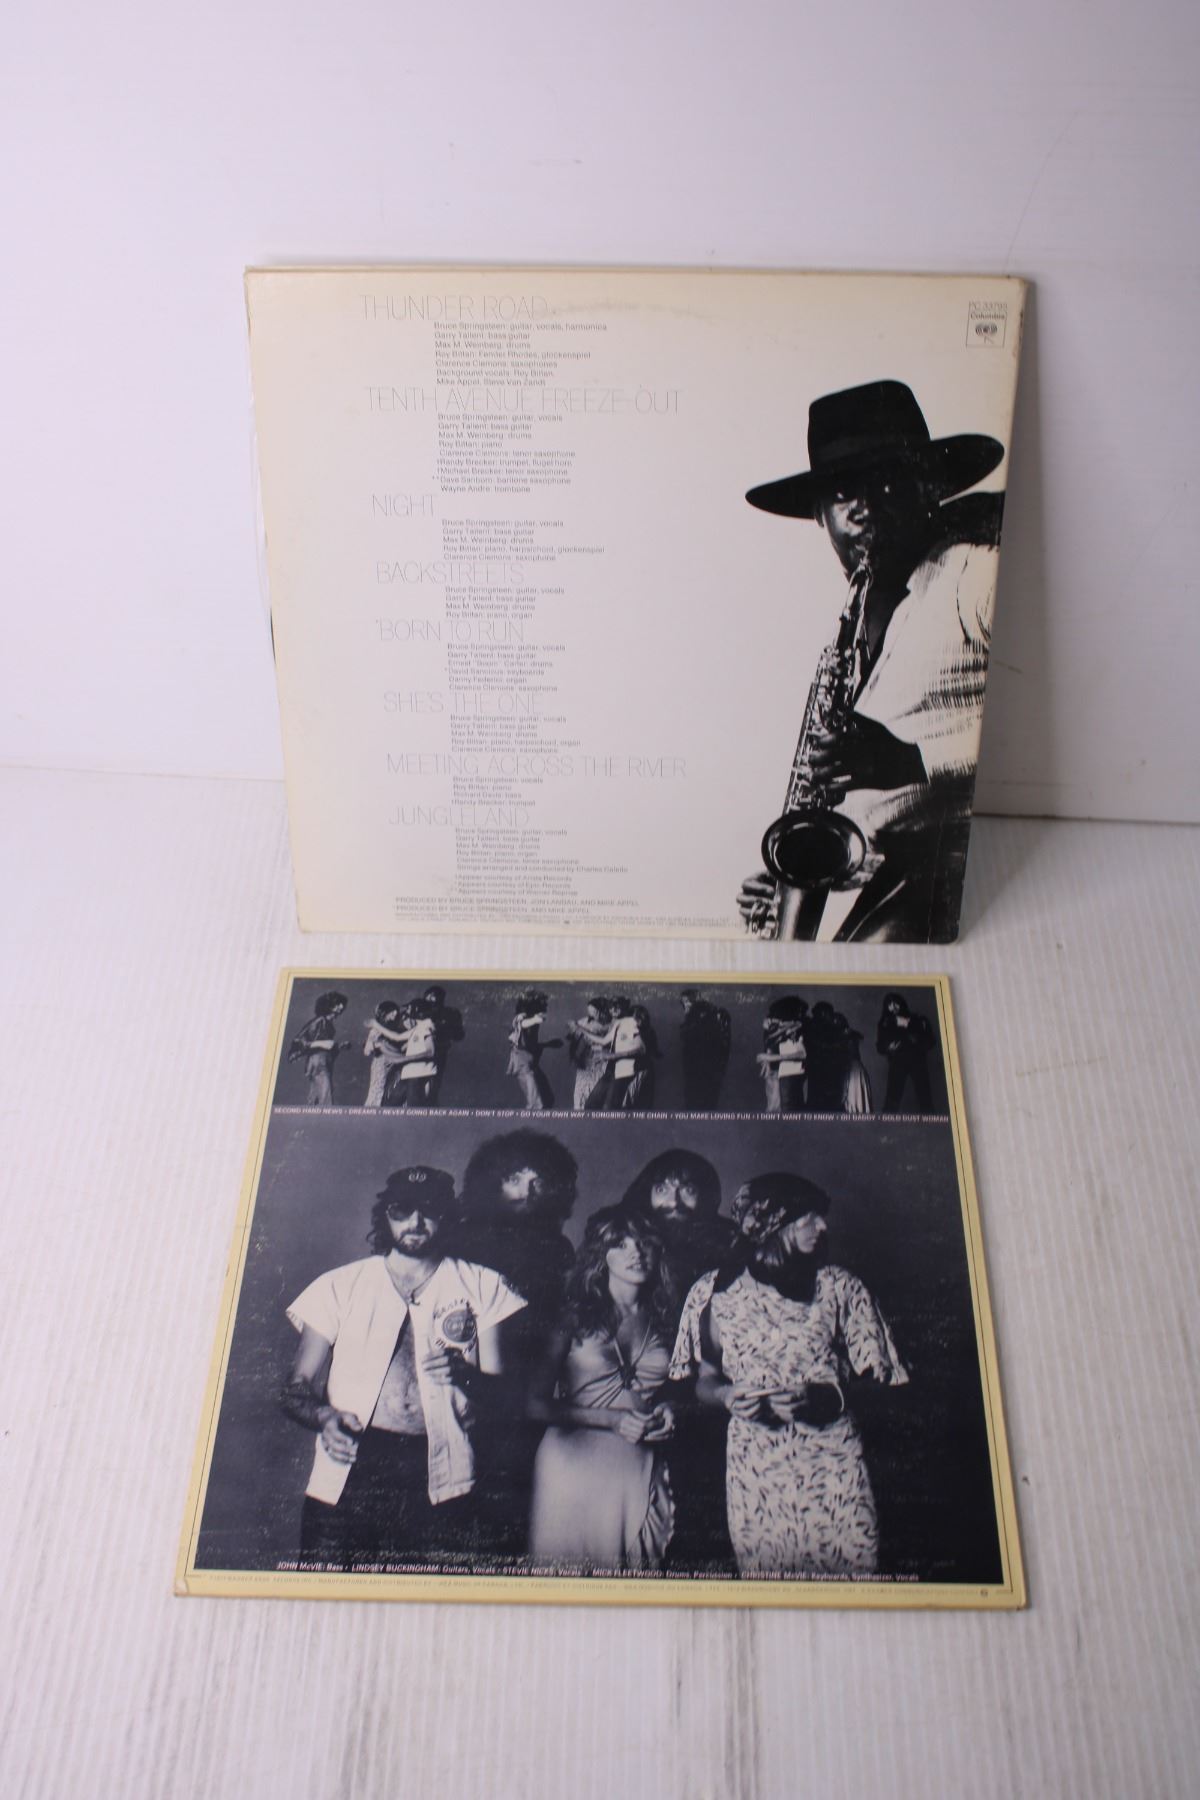 THUNDER ROAD
Bruce Springsteen: guitar, vocals, harmonica
Garry Tallent: bass guitar
Max M. Weinberg: drums
Roy Bittan: Fender Rhodes, glockenspiel
Clarence Clemons: saxophones
Background vocals: Roy Bittan,
Mike Appel, Steve Van Zandt
PC 33795
Columbia
TENTH AVENUE FREEZE-OUT
Bruce Springsteen: guitar, vocals
Garry Tallent: bass guitar
Max M. Weinberg: drums
Roy Bittan: piano
Clarence Clemons: tenor saxophone
†Randy Brecker: trumpet, flugelhorn
†Michael Brecker: tenor saxophone
**Dave Sanborn: baritone saxophone
Wayne Andre: trombone
NIGHT
Bruce Springsteen: guitar, vocals
Garry Tallent: bass guitar
Max M. Weinberg: drums
Roy Bittan: piano, harpsichord, glockenspiel
Clarence Clemons: saxophone
BACKSTREETS
Bruce Springsteen: guitar, vocals
Garry Tallent: bass guitar
Max M. Weinberg: drums
Roy Bittan: piano, organ
*BORN TO RUN
Bruce Springsteen: guitar, vocals
Garry Tallent: bass guitar
Ernest "Boom" Carter: drums
*David Sancious: keyboards
Danny Federici: organ
Clarence Clemons: saxophone
SHE'S THE ONE
Bruce Springsteen: guitar, vocals
Garry Tallent: bass guitar
Max M. Weinberg: drums
Roy Bittan: piano, harpsichord, organ
Clarence Clemons: saxophone
MEETING ACROSS THE RIVER
Bruce Springsteen: vocals
Roy Bittan: piano
Richard Davis: bass
†Randy Brecker: trumpet
JUNGLELAND
Bruce Springsteen: guitar, vocals
Garry Tallent: bass guitar
Max M. Weinberg: drums
Roy Bittan: piano, organ
Clarence Clemons: tenor saxophone
Strings arranged and conducted by Charles Calello
†Appear courtesy of Arista Records
*Appears courtesy of Epic Records
**Appears courtesy of Warner Reprise
PRODUCED BY BRUCE SPRINGSTEEN, JON LANDAU, AND MIKE APPEL
*PRODUCED BY BRUCE SPRINGSTEEN AND MIKE APPEL
SECOND HAND NEWS • DREAMS • NEVER GOING BACK AGAIN • DON'T STOP • GO YOUR OWN WAY • SONGBIRD • THE CHAIN • YOU MAKE LOVING FUN • I DON'T WANT TO KNOW • OH DADDY • GOLD DUST WOMAN
JOHN McVIE: Bass • LINDSEY BUCKINGHAM: Guitars, Vocals • STEVIE NICKS: Vocals • MICK FLEETWOOD: Drums, Percussion • CHRISTINE McVIE: Keyboards, Synthesizer, Vocals